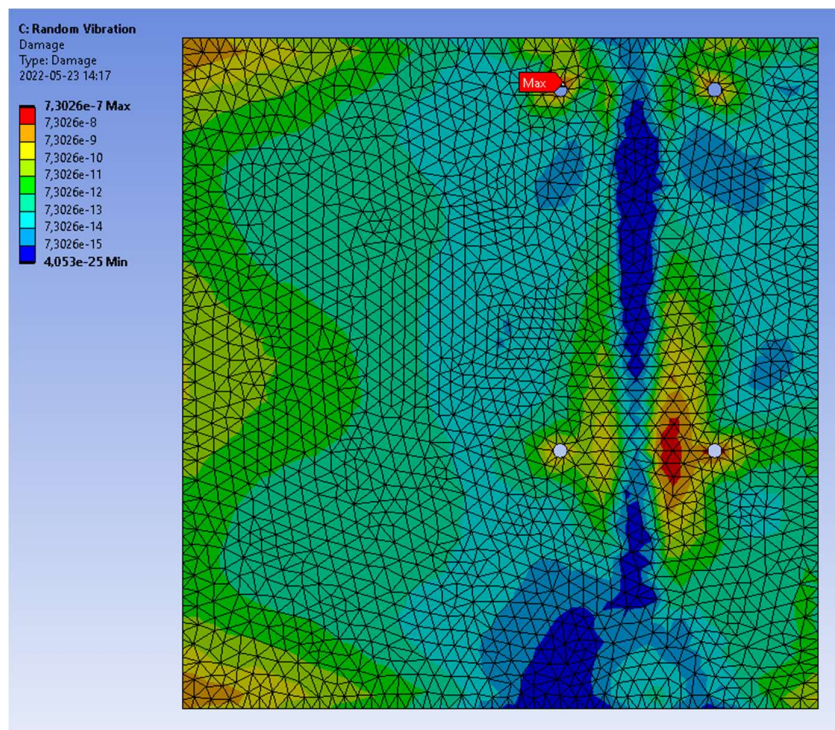 C: Random Vibration
Damage
Type: Damage
2022-05-23 14:17
7,3026e-7 Max
7,3026e-8
7,3026e-9
7,3026e-10
7,3026e-11
7,3026e-12
7,3026e-13
7,3026e-14
7,3026e-15
4,053e-25 Min
Max